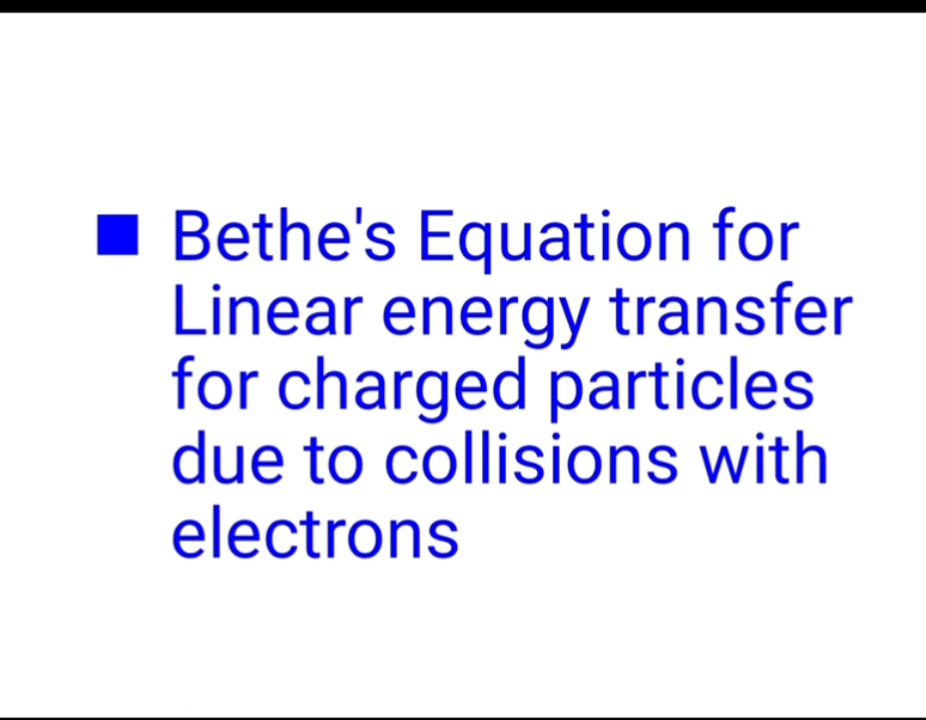 ■ Bethe's Equation for
Linear energy transfer
for charged particles
due to collisions with
electrons